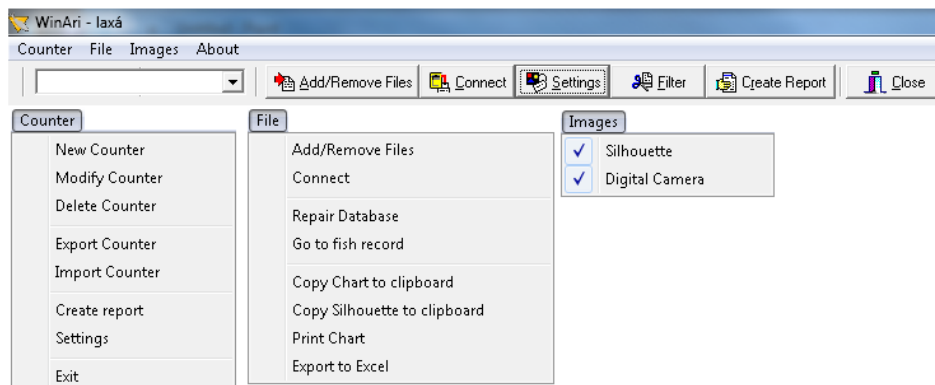 WinAri - laxá
Counter File Images About
Add/Remove Files Connect Settings Filter Create Report Close
Counter
New Counter
Modify Counter
Delete Counter
Export Counter
Import Counter
Create report
Settings
Exit
File
Add/Remove Files
Connect
Repair Database
Go to fish record
Copy Chart to clipboard
Copy Silhouette to clipboard
Print Chart
Export to Excel
Images
Silhouette
Digital Camera